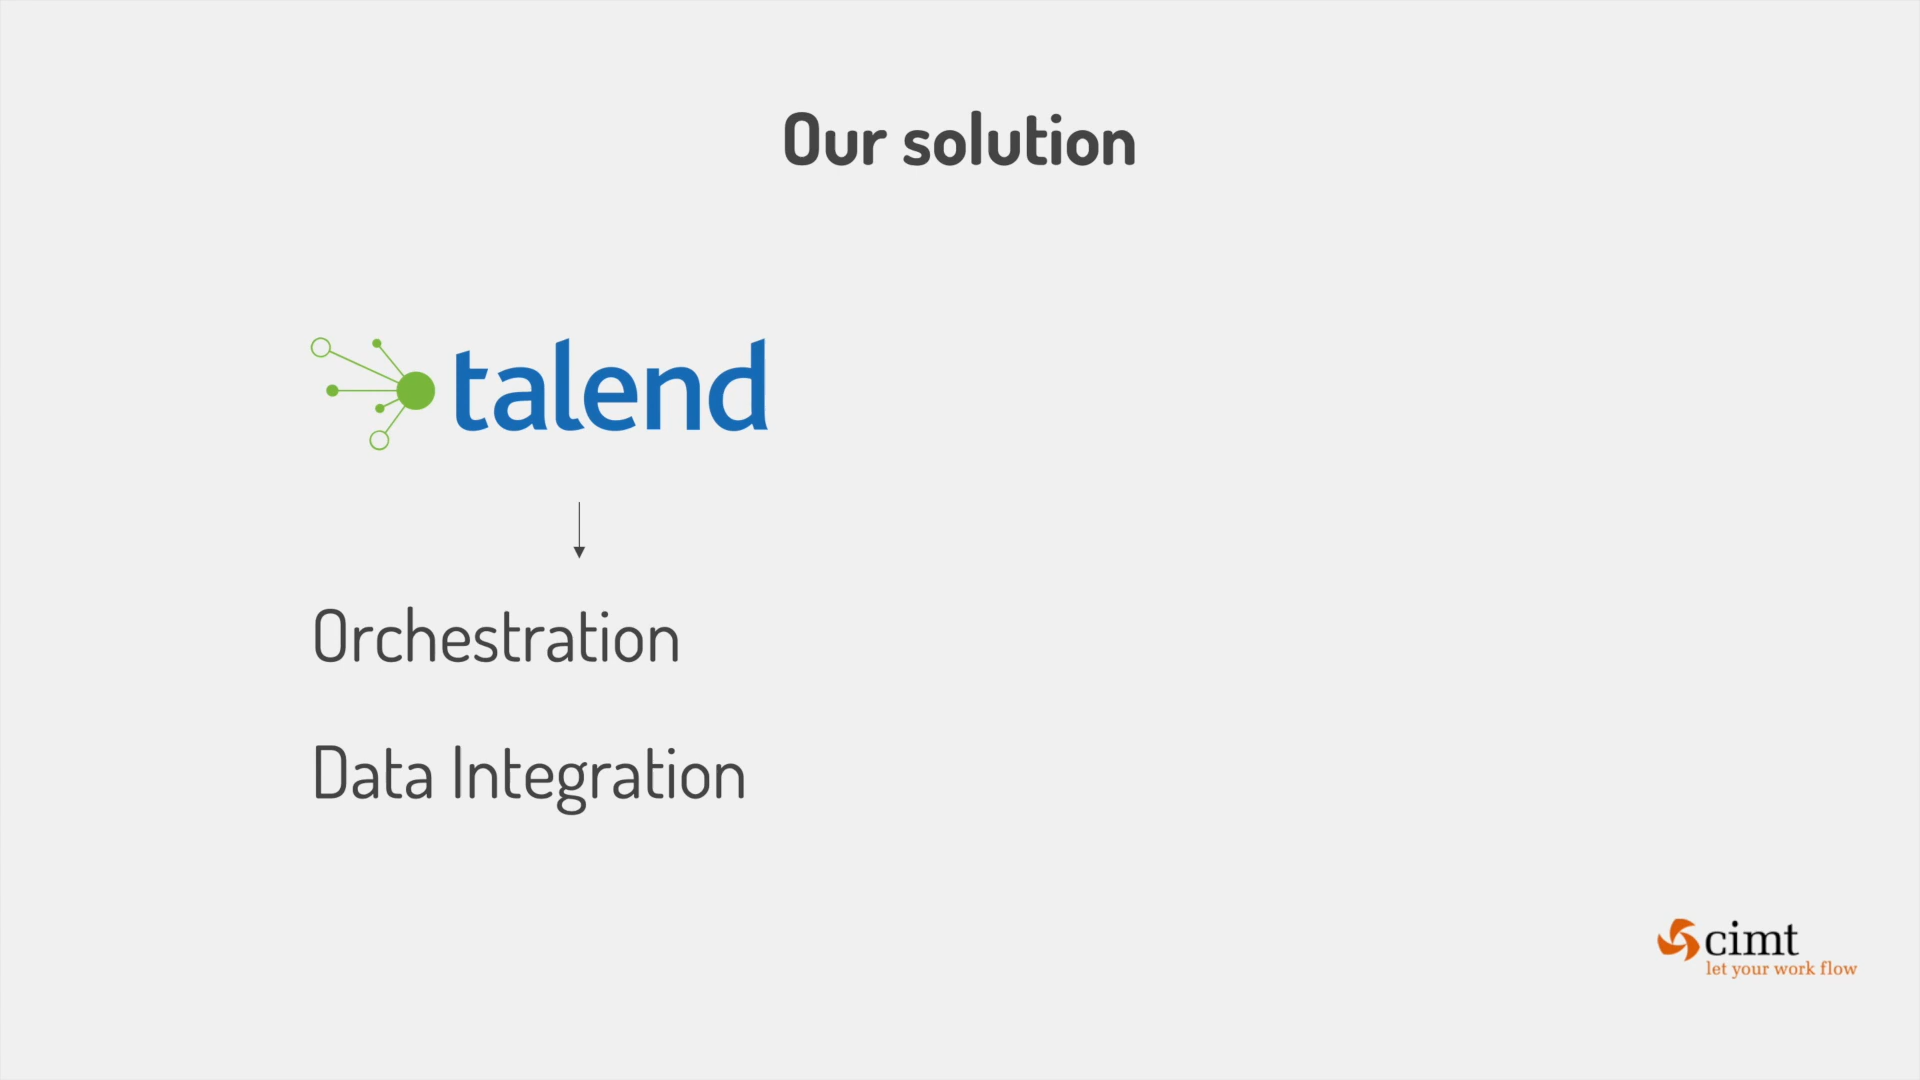 Our solution
talend
Orchestration
Data Integration
cimt
let your work flow